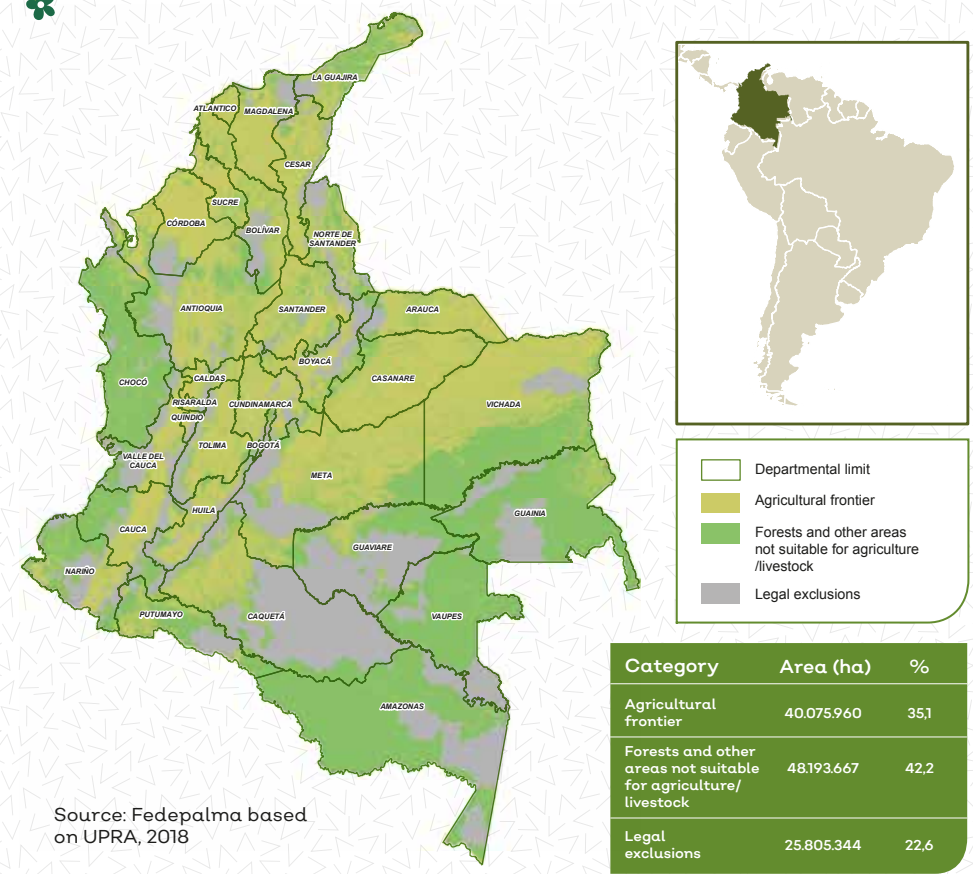 LA GUAJIRA
ATLANTICO
MAGDALENA
CESAR
SUCRE
CÓRDOBA
BOLÍVAR
NORTE DE
SANTANDER
ANTIOQUIA
SANTANDER
ARAUCA
BOYACÁ
CHOCÓ
CALDAS
CASANARE
RISARALDA
CUNDINAMARCA
VICHADA
QUINDIO
TOLIMA
BOGOTÁ
VALLE DEL
CAUCA
META
HUILA
GUAINIA
CAUCA
GUAVIARE
NARIÑO
PUTUMAYO
CAQUETÁ
VAUPES
AMAZONAS
Departmental limit
Agricultural frontier
Forests and other areas
not suitable for agriculture
/livestock
Legal exclusions
Category Area (ha) %
Agricultural
frontier
40.075.960 35,1
Forests and other
areas not suitable
for agriculture/
livestock
48.193.667 42,2
Legal
exclusions
25.805.344 22,6
Source: Fedepalma based
on UPRA, 2018